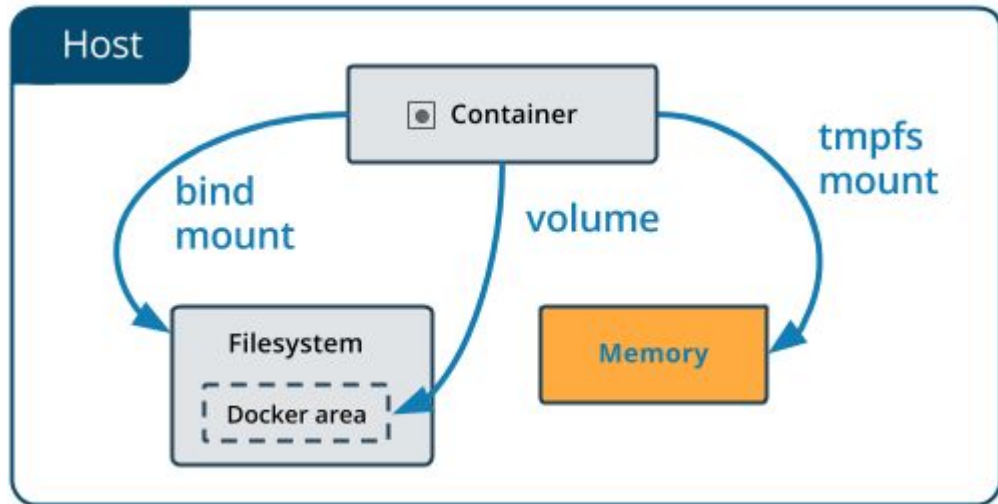 Host
Container
tmpfs
mount
bind
mount
volume
Filesystem
Memory
Docker area